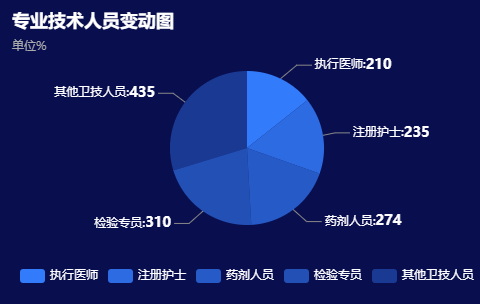 专业技术人员变动图
单位%
执行医师:210
其他卫技人员:435
注册护士:235
药剂人员:274
检验专员:310
执行医师 注册护士 药剂人员 检验专员 其他卫技人员